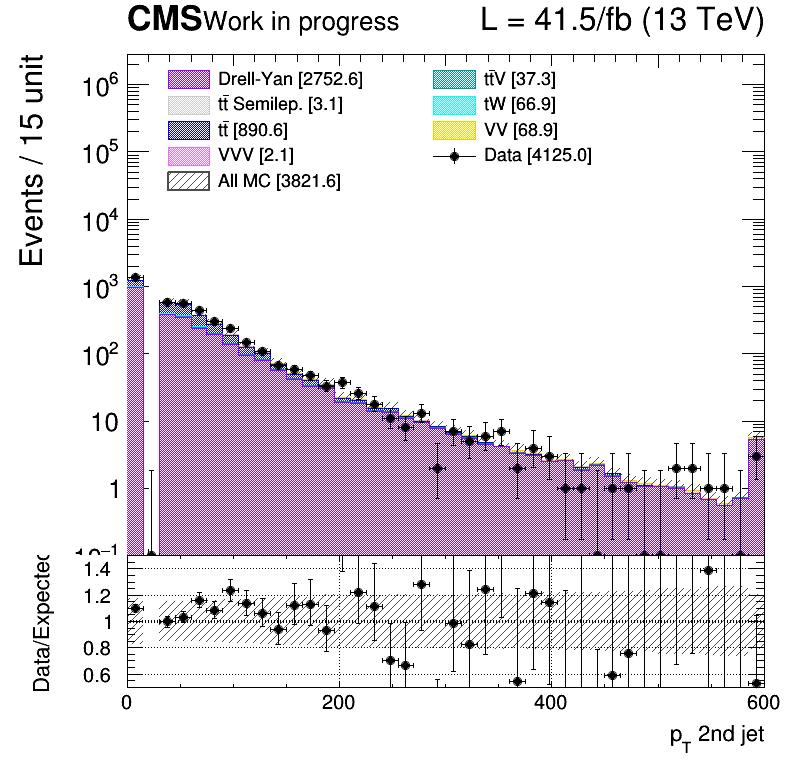 CMS Work in progress L = 41.5/fb (13 TeV)
Events / 15 unit
Drell-Yan [2752.6]
tt̄ Semilep. [3.1]
tt̄ [890.6]
VVV [2.1]
All MC [3821.6]
tt̄V [37.3]
tW [66.9]
VV [68.9]
Data [4125.0]
10⁶
10⁵
10⁴
10³
10²
10
1
10⁻¹
Data/Expected
1.4
1.2
1
0.8
0.6
0 200 400 600
p_T 2nd jet